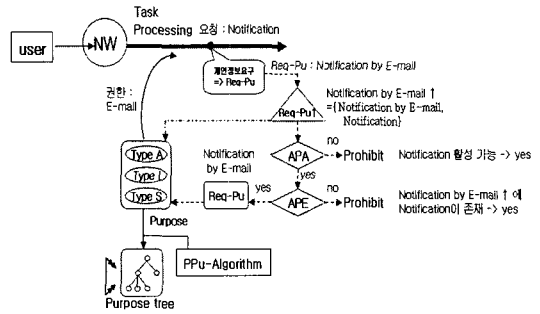 Task
Processing 요청 : Notification
user
NW
개인정보요구
=> Req-Pu
Req-Pu : Notification by E-mail
권한 :
E-mail
Req-Pu↑
Notification by E-mail ↑
={Notification by E-mail,
Notification}
Type A
Type I
Type S
Notification
by E-mail
APA
no
Prohibit
Notification 활성 가능 -> yes
yes
Req-Pu
yes
APE
no
Prohibit
Notification by E-mail ↑ 에
Notification이 존재 -> yes
Purpose
PPu-Algorithm
Purpose tree